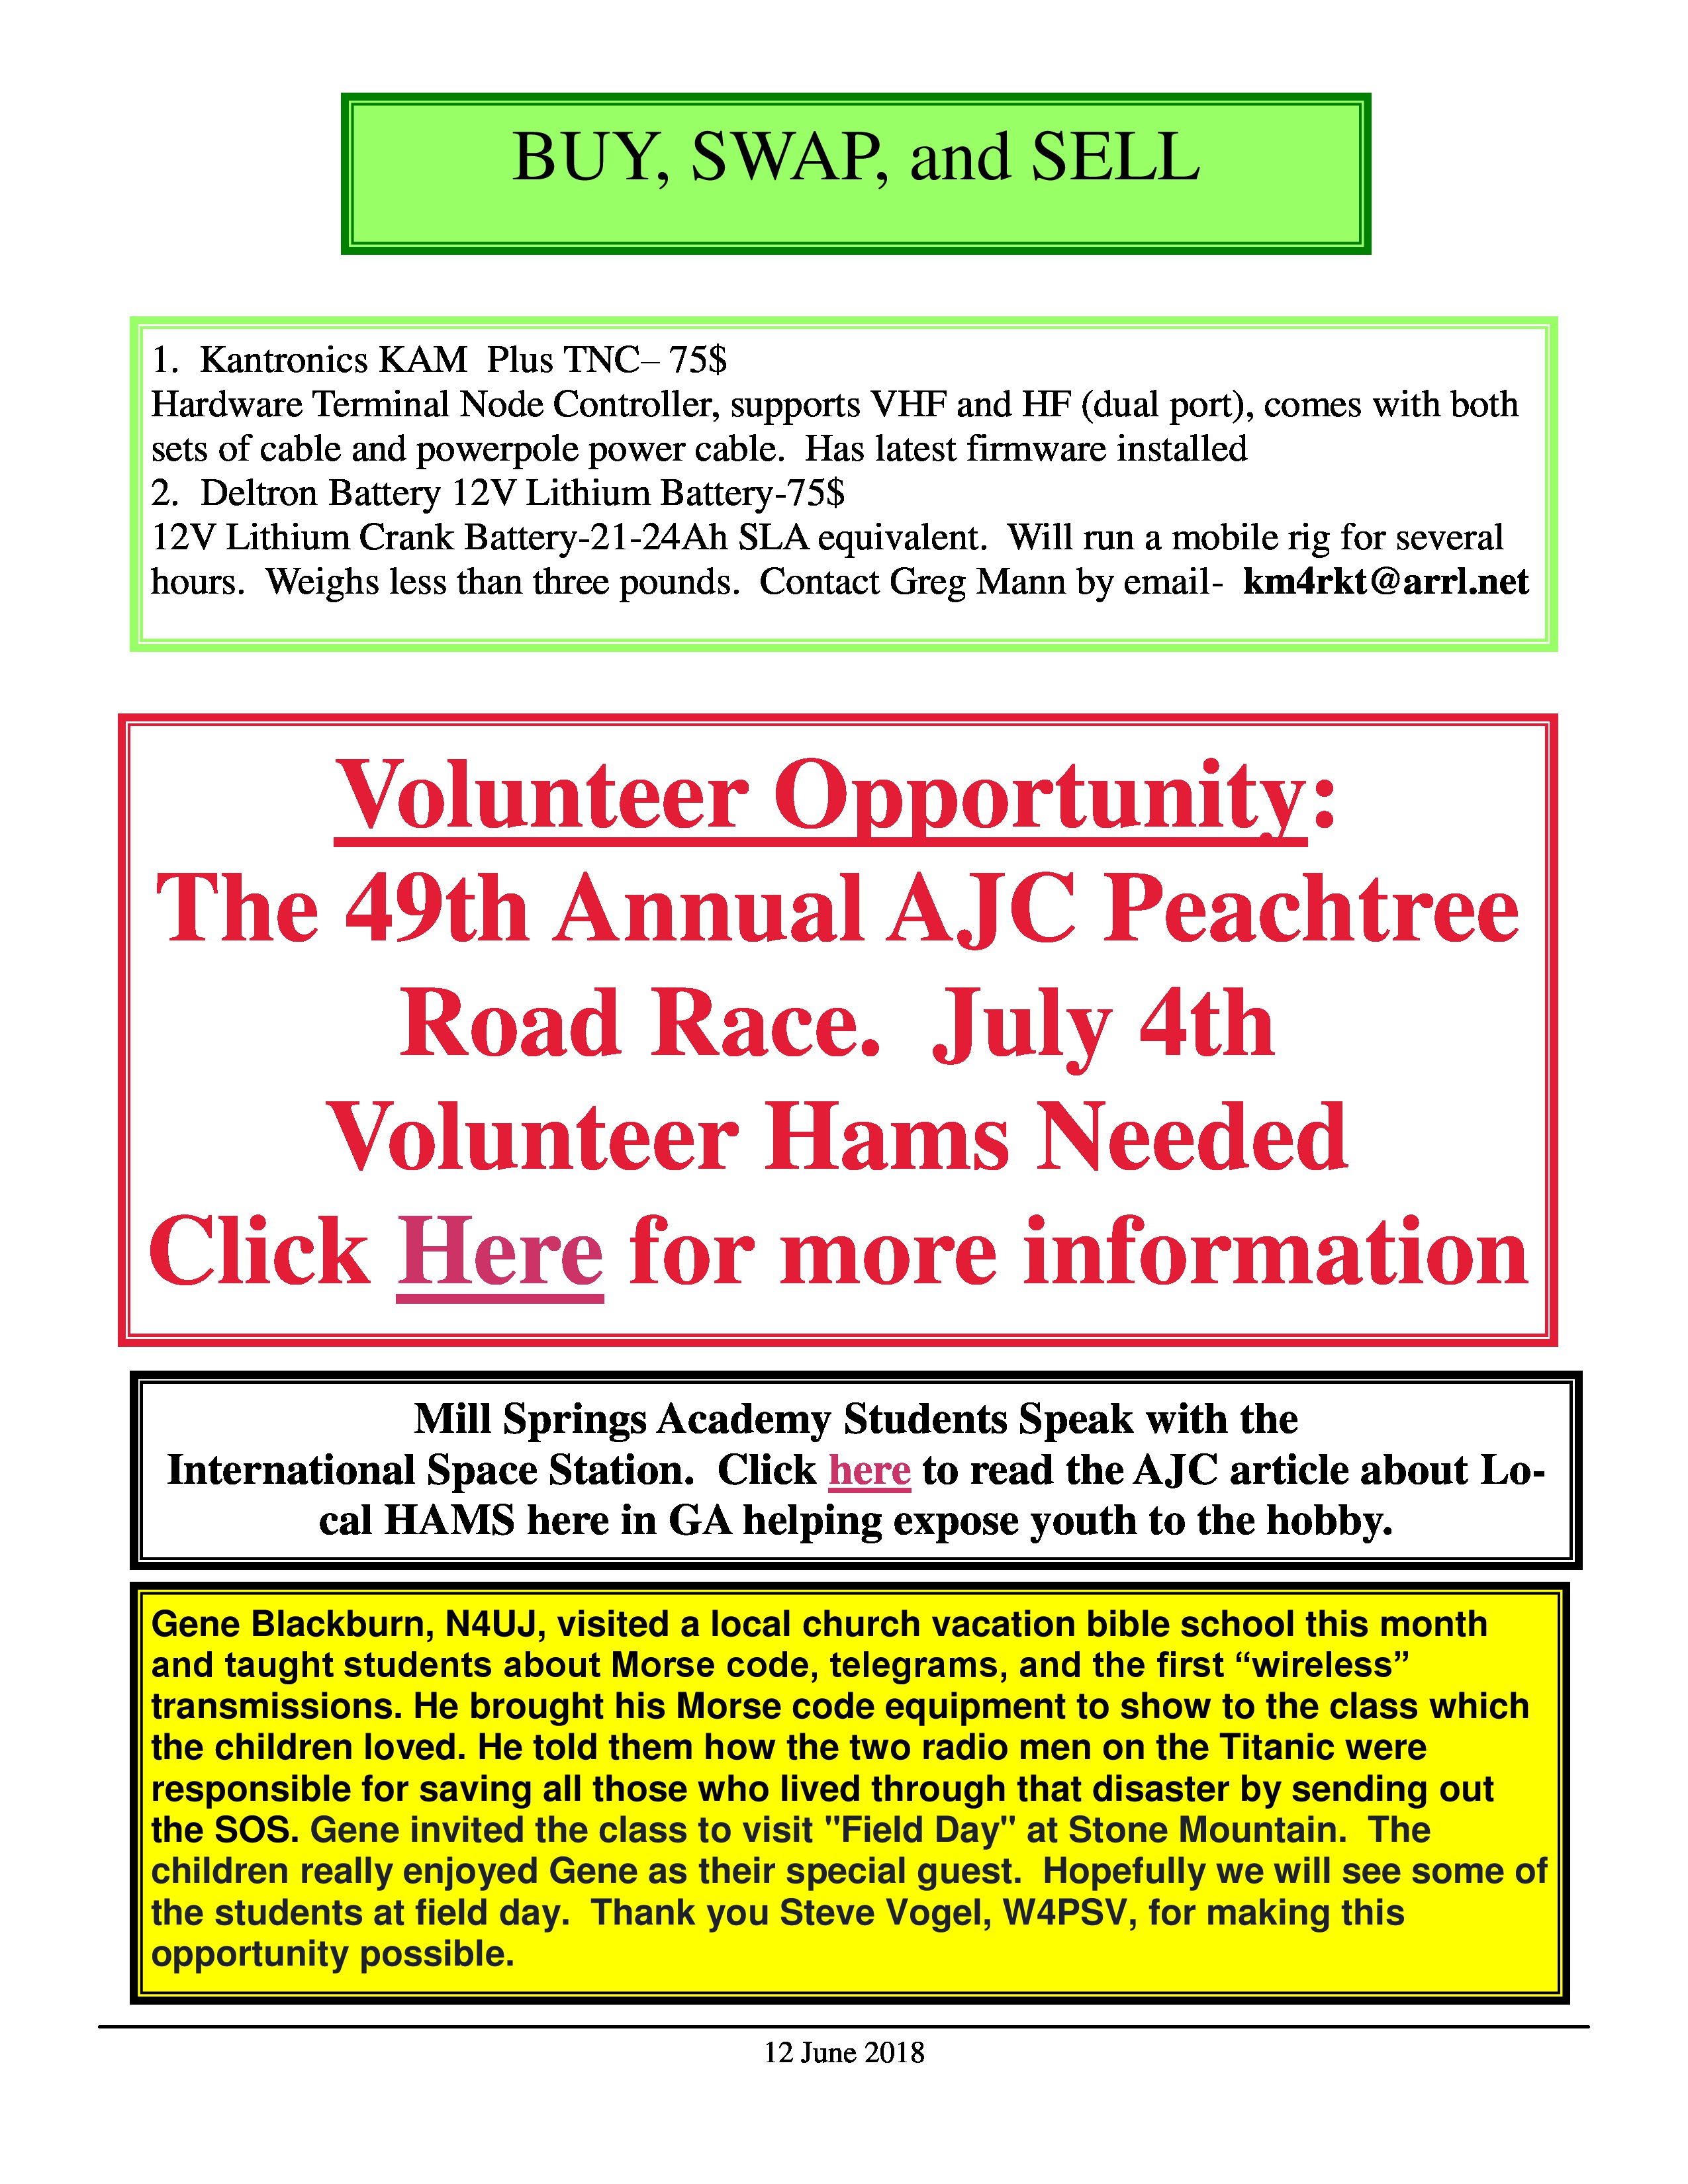 BUY, SWAP, and SELL
1.  Kantronics KAM  Plus TNC– 75$
Hardware Terminal Node Controller, supports VHF and HF (dual port), comes with both
sets of cable and powerpole power cable.  Has latest firmware installed
2.  Deltron Battery 12V Lithium Battery-75$
12V Lithium Crank Battery-21-24Ah SLA equivalent.  Will run a mobile rig for several
hours.  Weighs less than three pounds.  Contact Greg Mann by email-  km4rkt@arrl.net
Volunteer Opportunity:
The 49th Annual AJC Peachtree
Road Race.  July 4th
Volunteer Hams Needed
Click Here for more information
Mill Springs Academy Students Speak with the
International Space Station.  Click here to read the AJC article about Lo-
cal HAMS here in GA helping expose youth to the hobby.
Gene Blackburn, N4UJ, visited a local church vacation bible school this month
and taught students about Morse code, telegrams, and the first “wireless”
transmissions. He brought his Morse code equipment to show to the class which
the children loved. He told them how the two radio men on the Titanic were
responsible for saving all those who lived through that disaster by sending out
the SOS. Gene invited the class to visit "Field Day" at Stone Mountain.  The
children really enjoyed Gene as their special guest.  Hopefully we will see some of
the students at field day.  Thank you Steve Vogel, W4PSV, for making this
opportunity possible.
12 June 2018